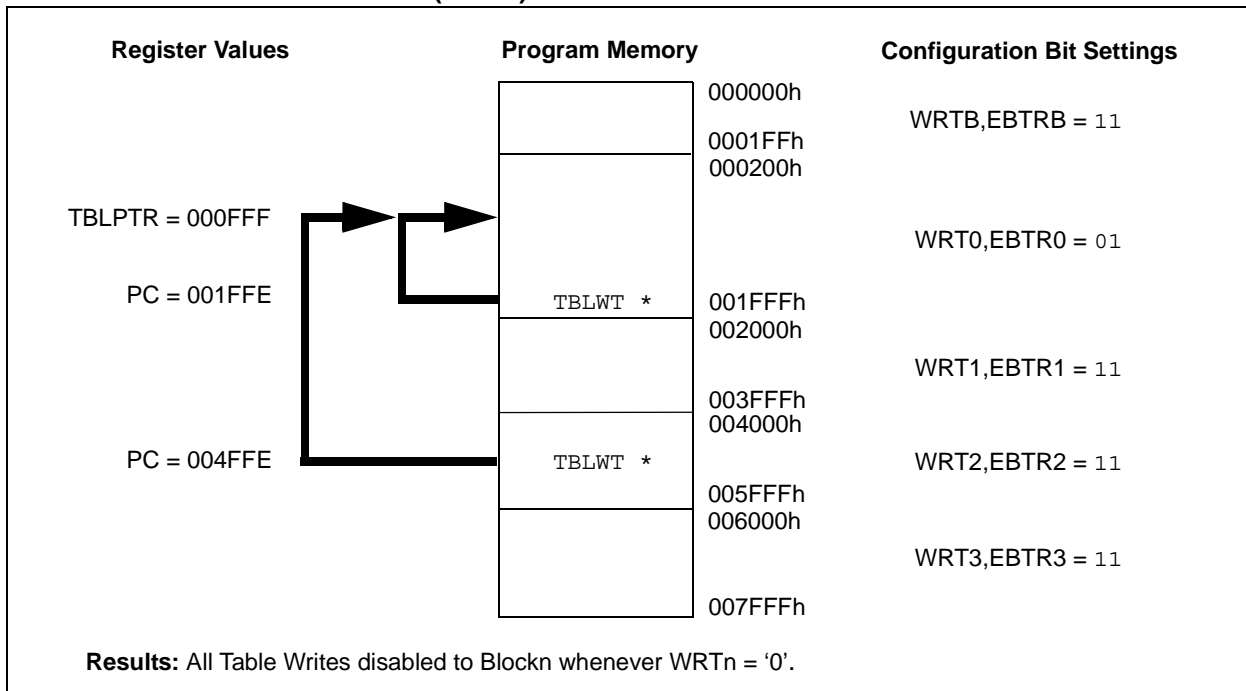 Register Values Program Memory Configuration Bit Settings
000000h
WRTB,EBTRB = 11
0001FFh
000200h
TBLPTR = 000FFF
WRT0,EBTR0 = 01
PC = 001FFE TBLWT * 001FFFh
002000h
WRT1,EBTR1 = 11
003FFFh
004000h
PC = 004FFE TBLWT * WRT2,EBTR2 = 11
005FFFh
006000h
WRT3,EBTR3 = 11
007FFFh
Results: All Table Writes disabled to Blockn whenever WRTn = ‘0’.